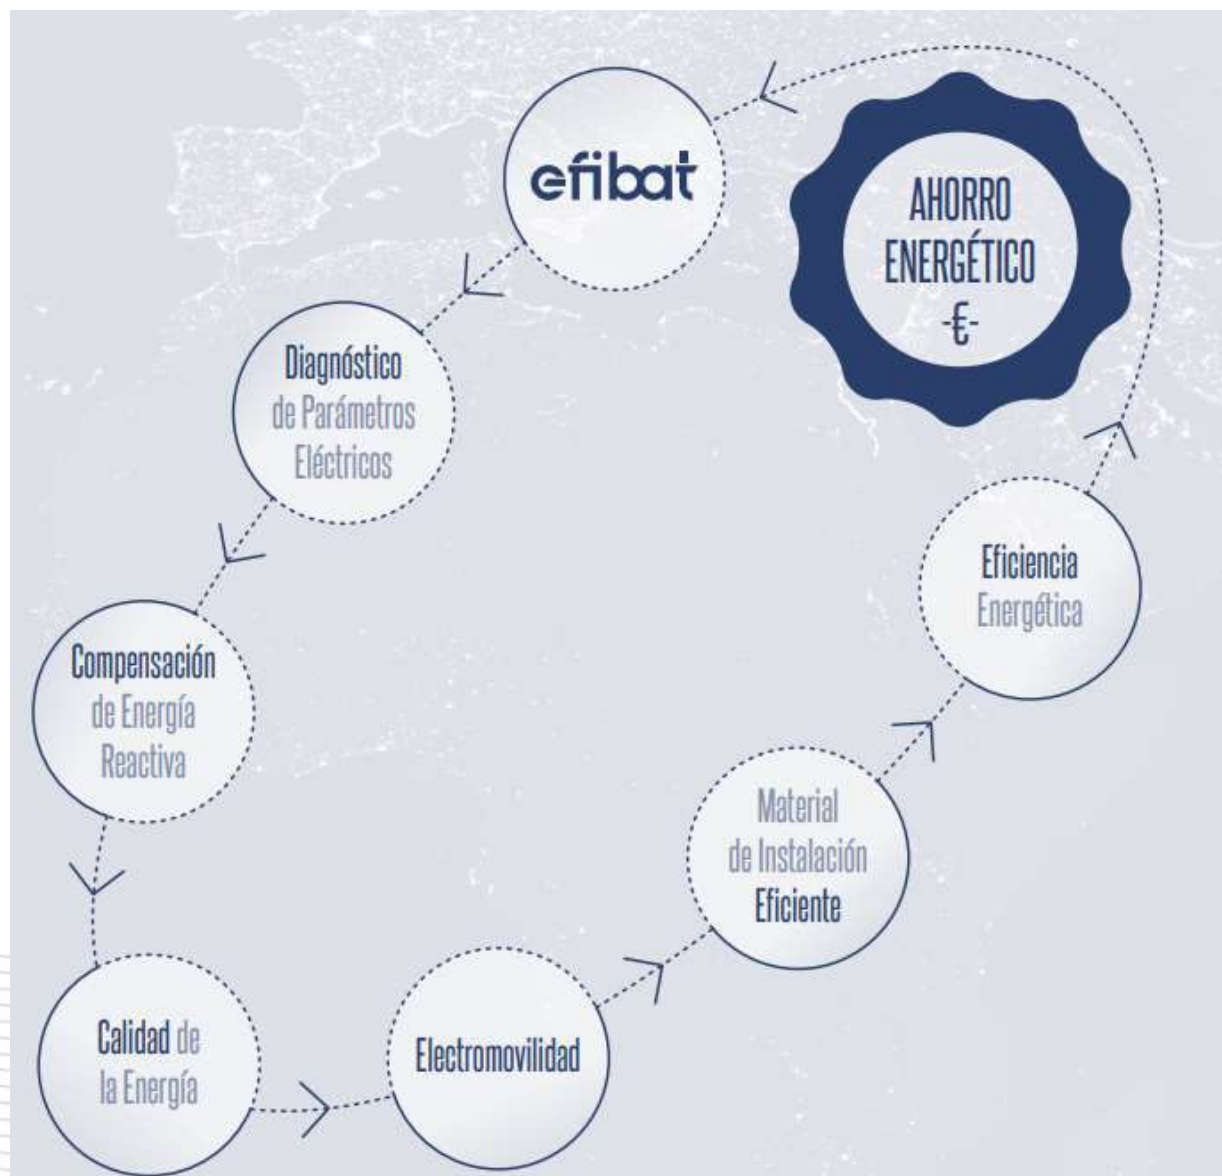 efibat
AHORRO
ENERGÉTICO
-€-
Diagnóstico
de Parámetros
Eléctricos
Compensación
de Energía
Reactiva
Calidad de
la Energía
Electromovilidad
Material
de Instalación
Eficiente
Eficiencia
Energética